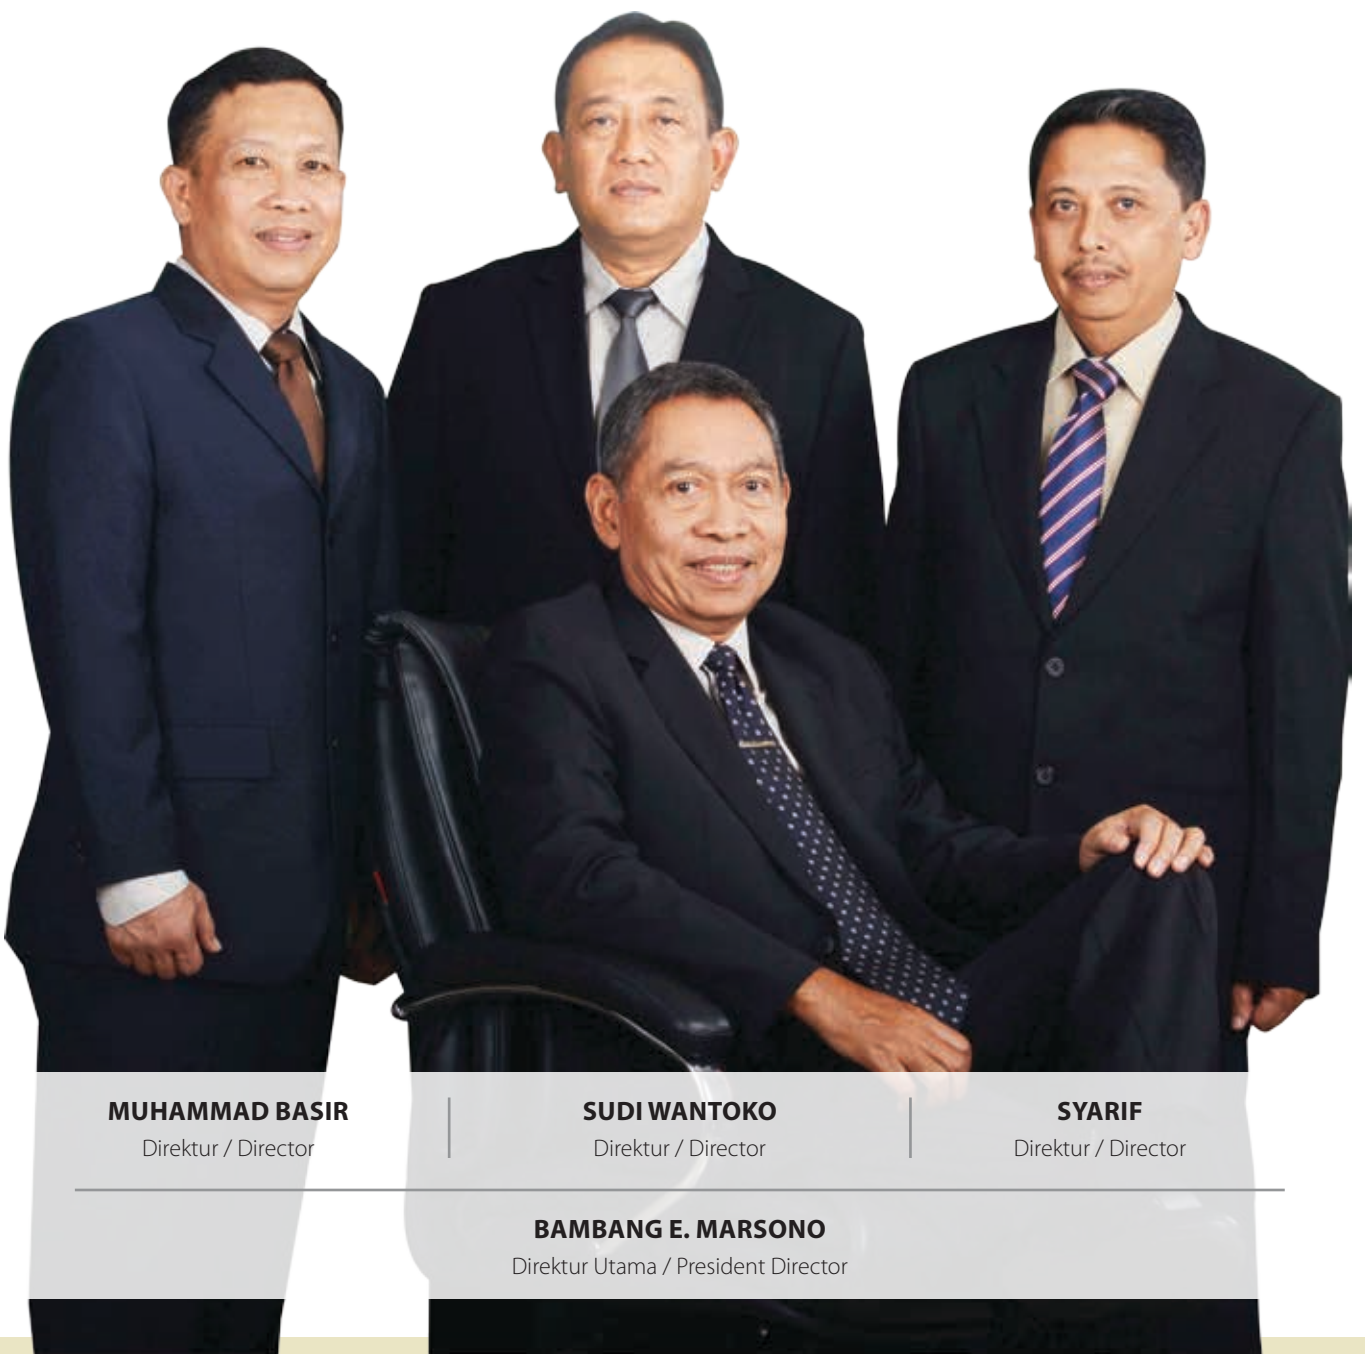 MUHAMMAD BASIR
Direktur / Director
SUDI WANTOKO
Direktur / Director
SYARIF
Direktur / Director
BAMBANG E. MARSONO
Direktur Utama / President Director